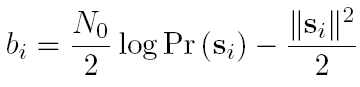 $b_i = \frac{N_0}{2} \log \Pr(\mathbf{s}_i) - \frac{\|\mathbf{s}_i\|^2}{2}$